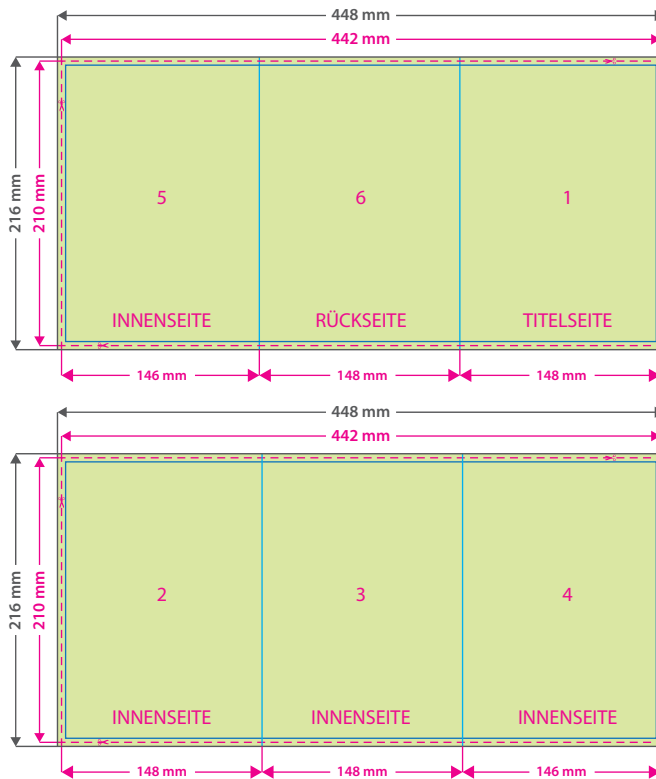 448 mm
442 mm
216 mm
210 mm
5
6
1
INNENSEITE
RÜCKSEITE
TITELSEITE
146 mm
148 mm
148 mm
448 mm
442 mm
216 mm
210 mm
2
3
4
INNENSEITE
INNENSEITE
INNENSEITE
148 mm
148 mm
146 mm